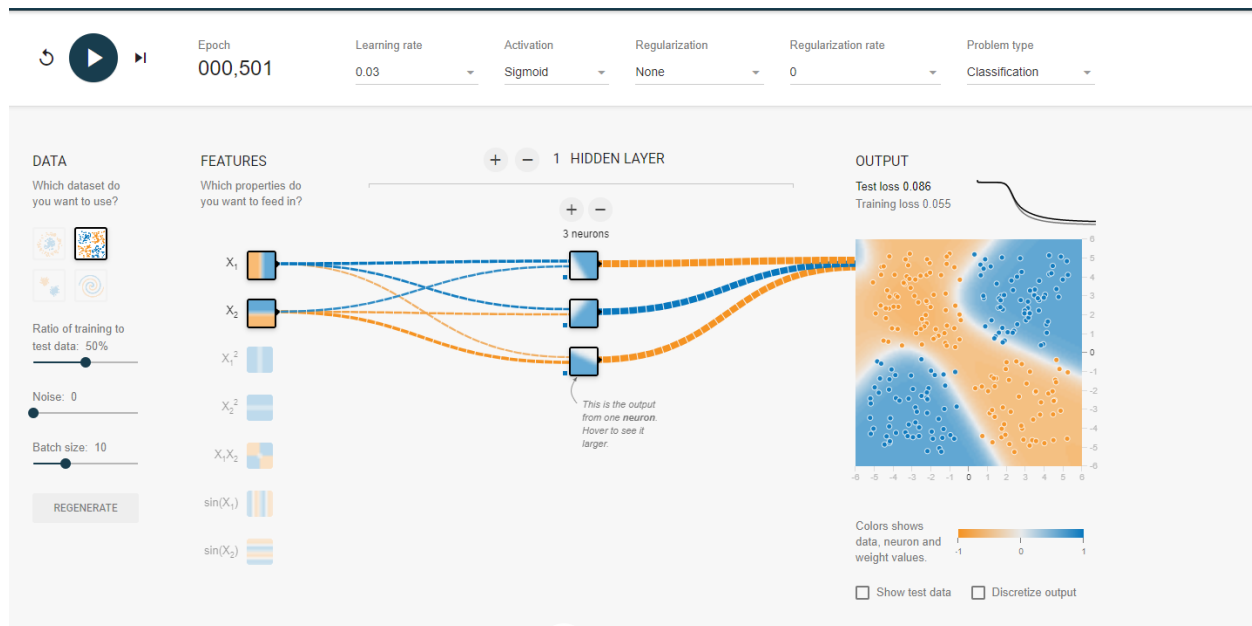 Epoch
000,501
Learning rate
0.03
Activation
Sigmoid
Regularization
None
Regularization rate
0
Problem type
Classification
DATA
Which dataset do
you want to use?
Ratio of training to
test data: 50%
Noise: 0
Batch size: 10
REGENERATE
FEATURES
Which properties do
you want to feed in?
X1
X2
X1²
X2²
X1X2
sin(X1)
sin(X2)
+ − 1 HIDDEN LAYER
+ −
3 neurons
This is the output
from one neuron.
Hover to see it
larger.
OUTPUT
Test loss 0.086
Training loss 0.055
6
5
4
3
2
1
0
-1
-2
-3
-4
-5
-6
-6 -5 -4 -3 -2 -1 0 1 2 3 4 5 6
Colors shows
data, neuron and
weight values.
-1 0 1
Show test data
Discretize output